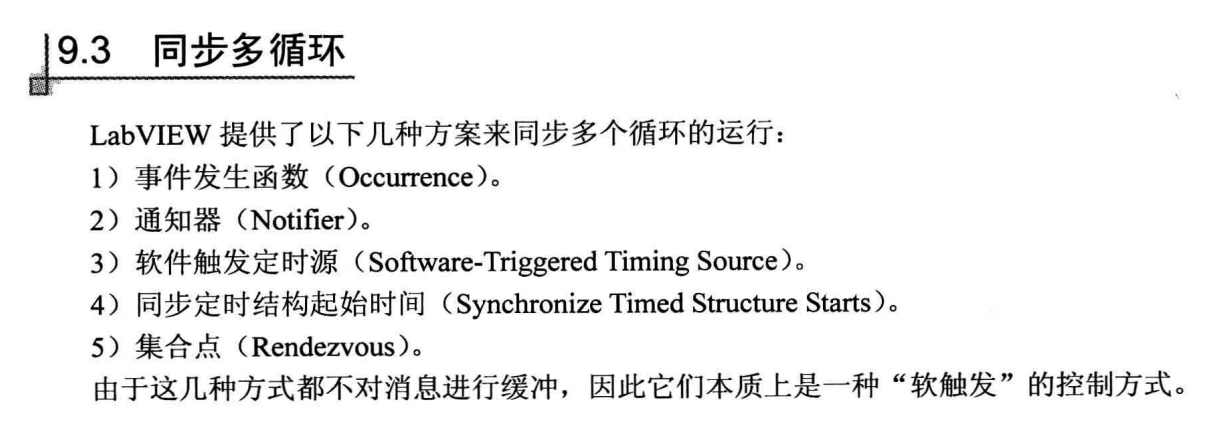 9.3 同步多循环
LabVIEW 提供了以下几种方案来同步多个循环的运行：
1）事件发生函数（Occurrence）。
2）通知器（Notifier）。
3）软件触发定时源（Software-Triggered Timing Source）。
4）同步定时结构起始时间（Synchronize Timed Structure Starts）。
5）集合点（Rendezvous）。
由于这几种方式都不对消息进行缓冲，因此它们本质上是一种“软触发”的控制方式。